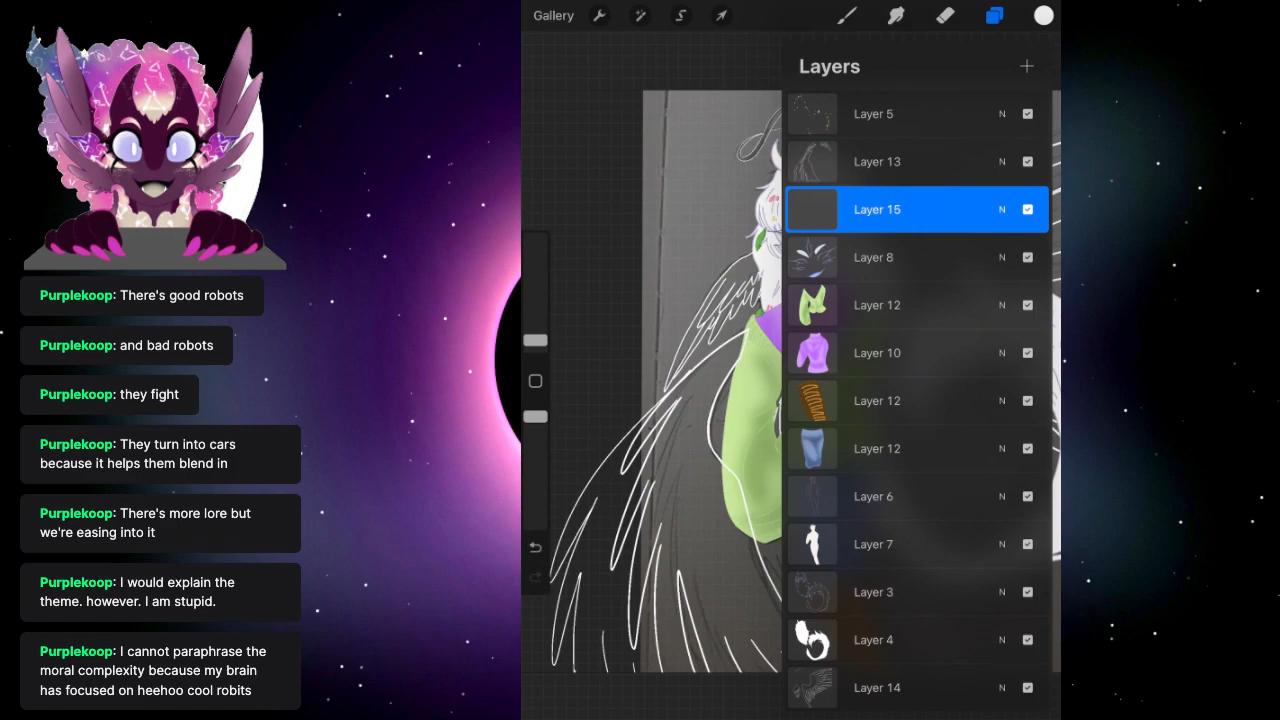 Purplekoop: There's good robots
Purplekoop: and bad robots
Purplekoop: they fight
Purplekoop: They turn into cars
because it helps them blend in
Purplekoop: There's more lore but
we're easing into it
Purplekoop: I would explain the
theme. however. I am stupid.
Purplekoop: I cannot paraphrase the
moral complexity because my brain
has focused on heehoo cool robits
Gallery
Layers
Layer 5 N
Layer 13 N
Layer 15 N
Layer 8 N
Layer 12 N
Layer 10 N
Layer 12 N
Layer 12 N
Layer 6 N
Layer 7 N
Layer 3 N
Layer 4 N
Layer 14 N